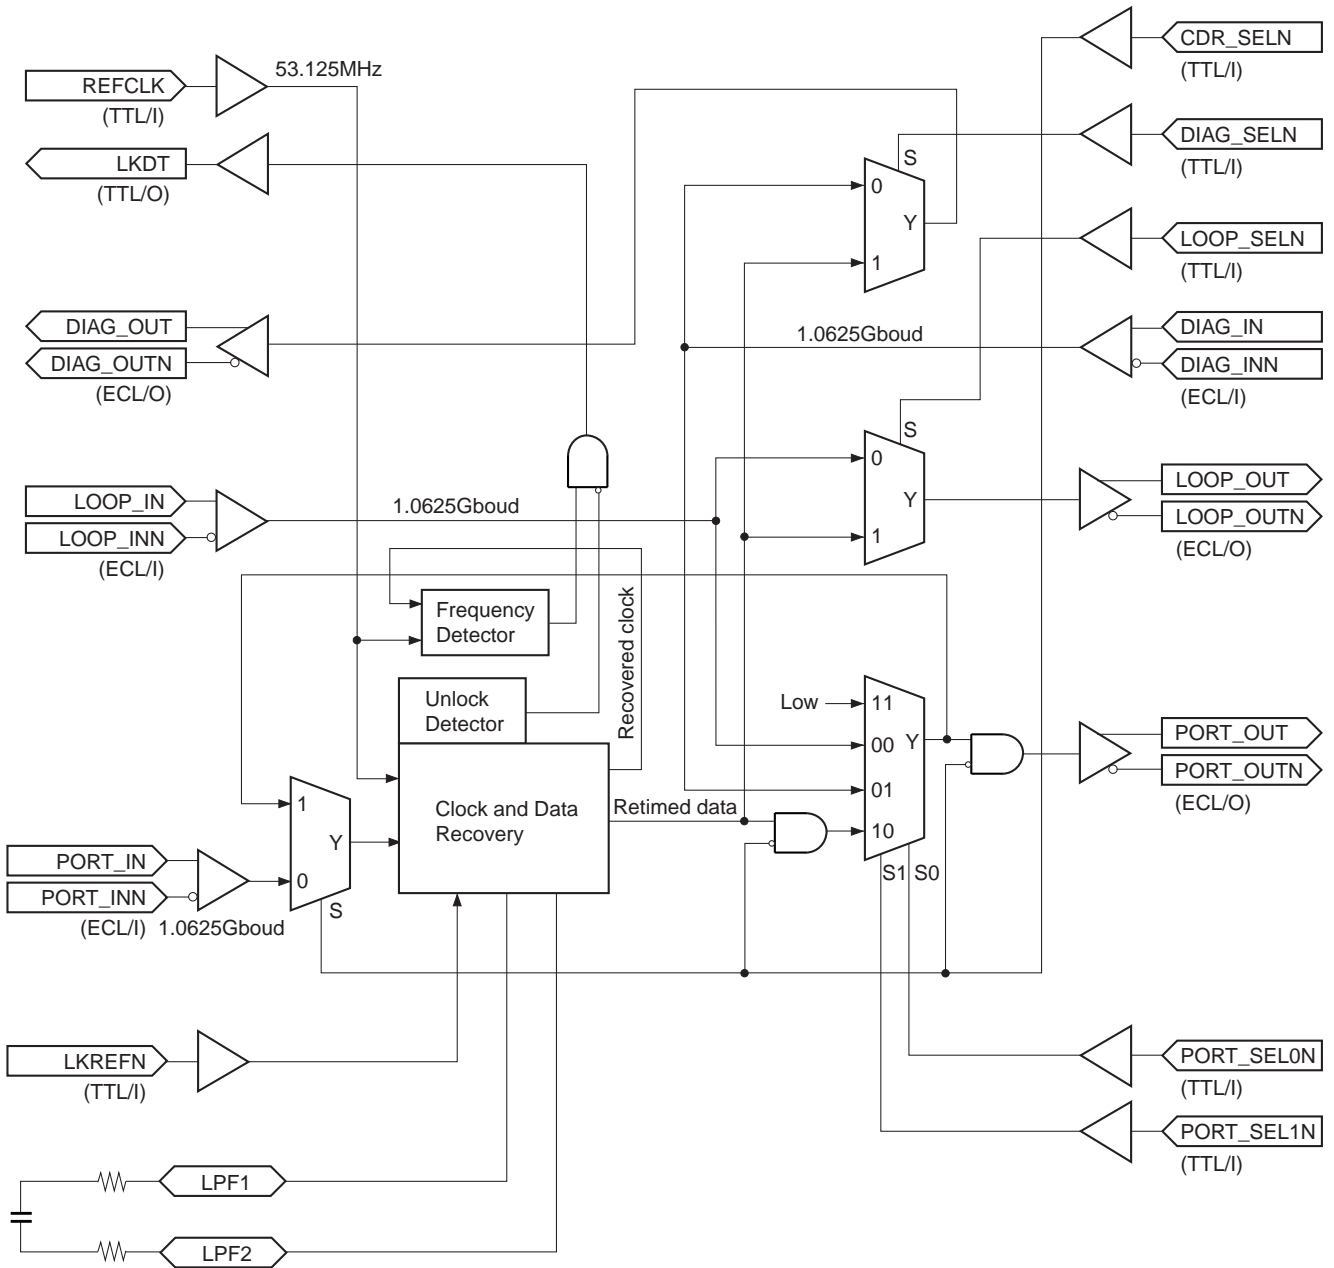 CDR_SELN
(TTL/I)
53.125MHz
REFCLK
(TTL/I)
DIAG_SELN
(TTL/I)
LKDT
(TTL/O)
S
0
Y
1
LOOP_SELN
(TTL/I)
DIAG_OUT
DIAG_OUTN
(ECL/O)
1.0625Gboud
DIAG_IN
DIAG_INN
(ECL/I)
S
0
Y
1
LOOP_IN
LOOP_INN
(ECL/I)
1.0625Gboud
LOOP_OUT
LOOP_OUTN
(ECL/O)
Frequency
Detector
Recovered clock
Unlock
Detector
Low
11
00
01
10
Y
S1
S0
PORT_OUT
PORT_OUTN
(ECL/O)
Clock and Data
Recovery
Retimed data
1
Y
0
S
PORT_IN
PORT_INN
(ECL/I)
1.0625Gboud
LKREFN
(TTL/I)
PORT_SEL0N
(TTL/I)
PORT_SEL1N
(TTL/I)
LPF1
LPF2